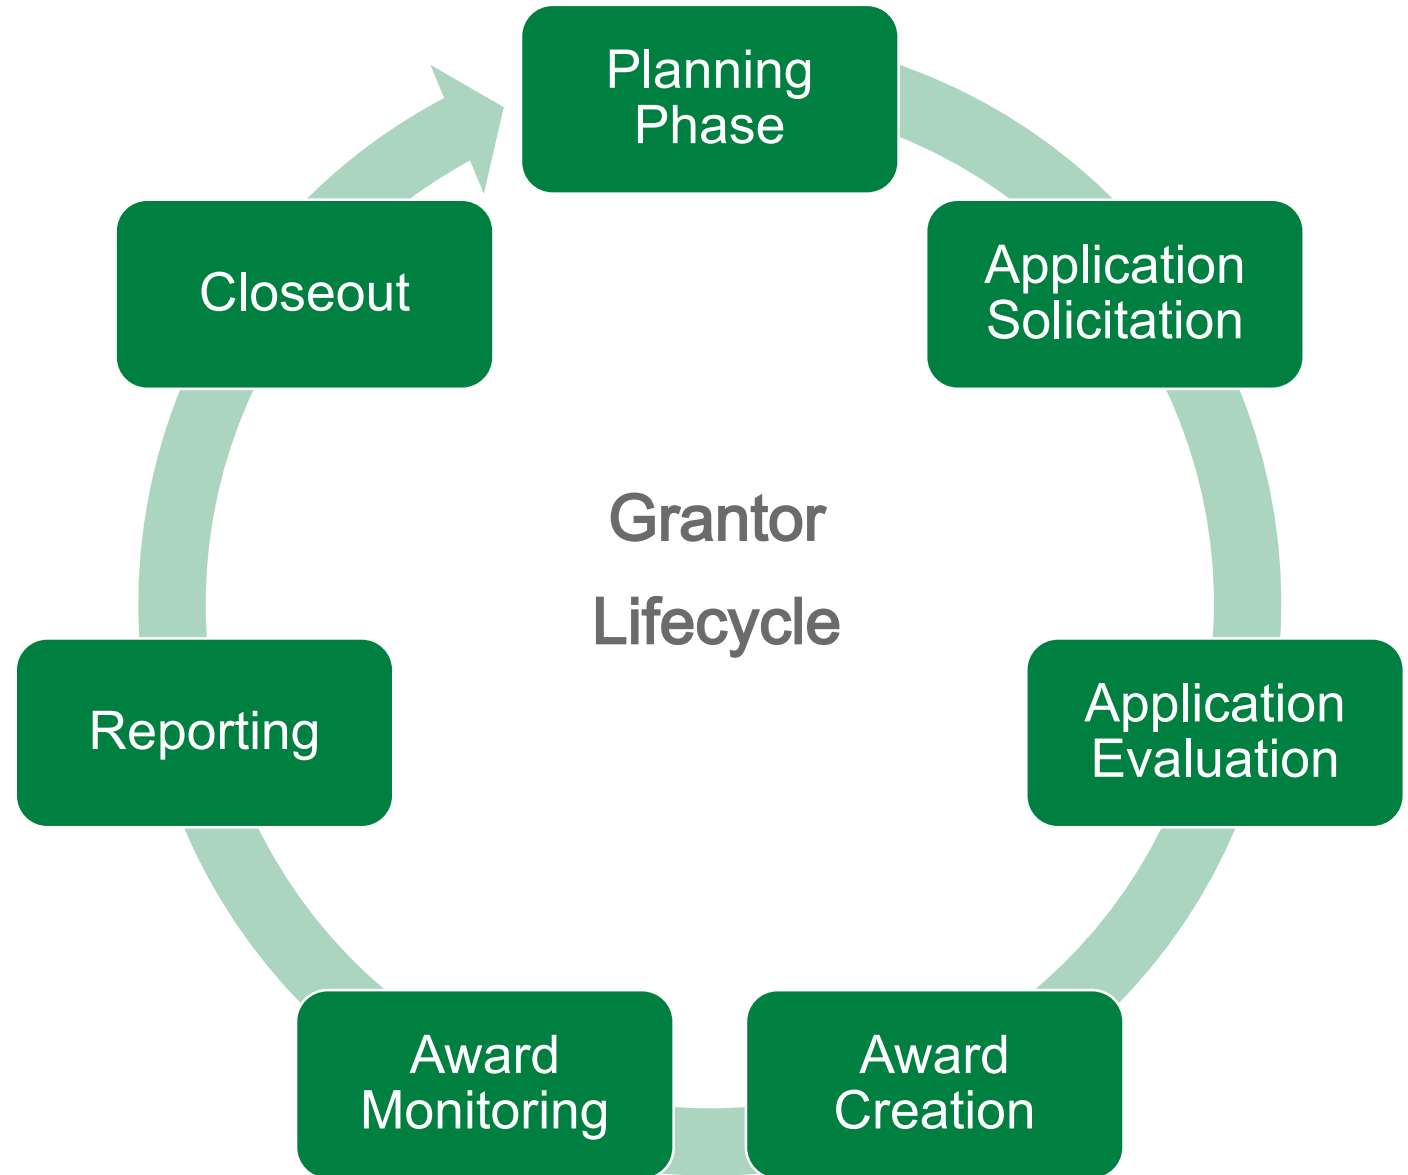 Planning
Phase
Application
Solicitation
Application
Evaluation
Award
Creation
Award
Monitoring
Reporting
Closeout
Grantor
Lifecycle